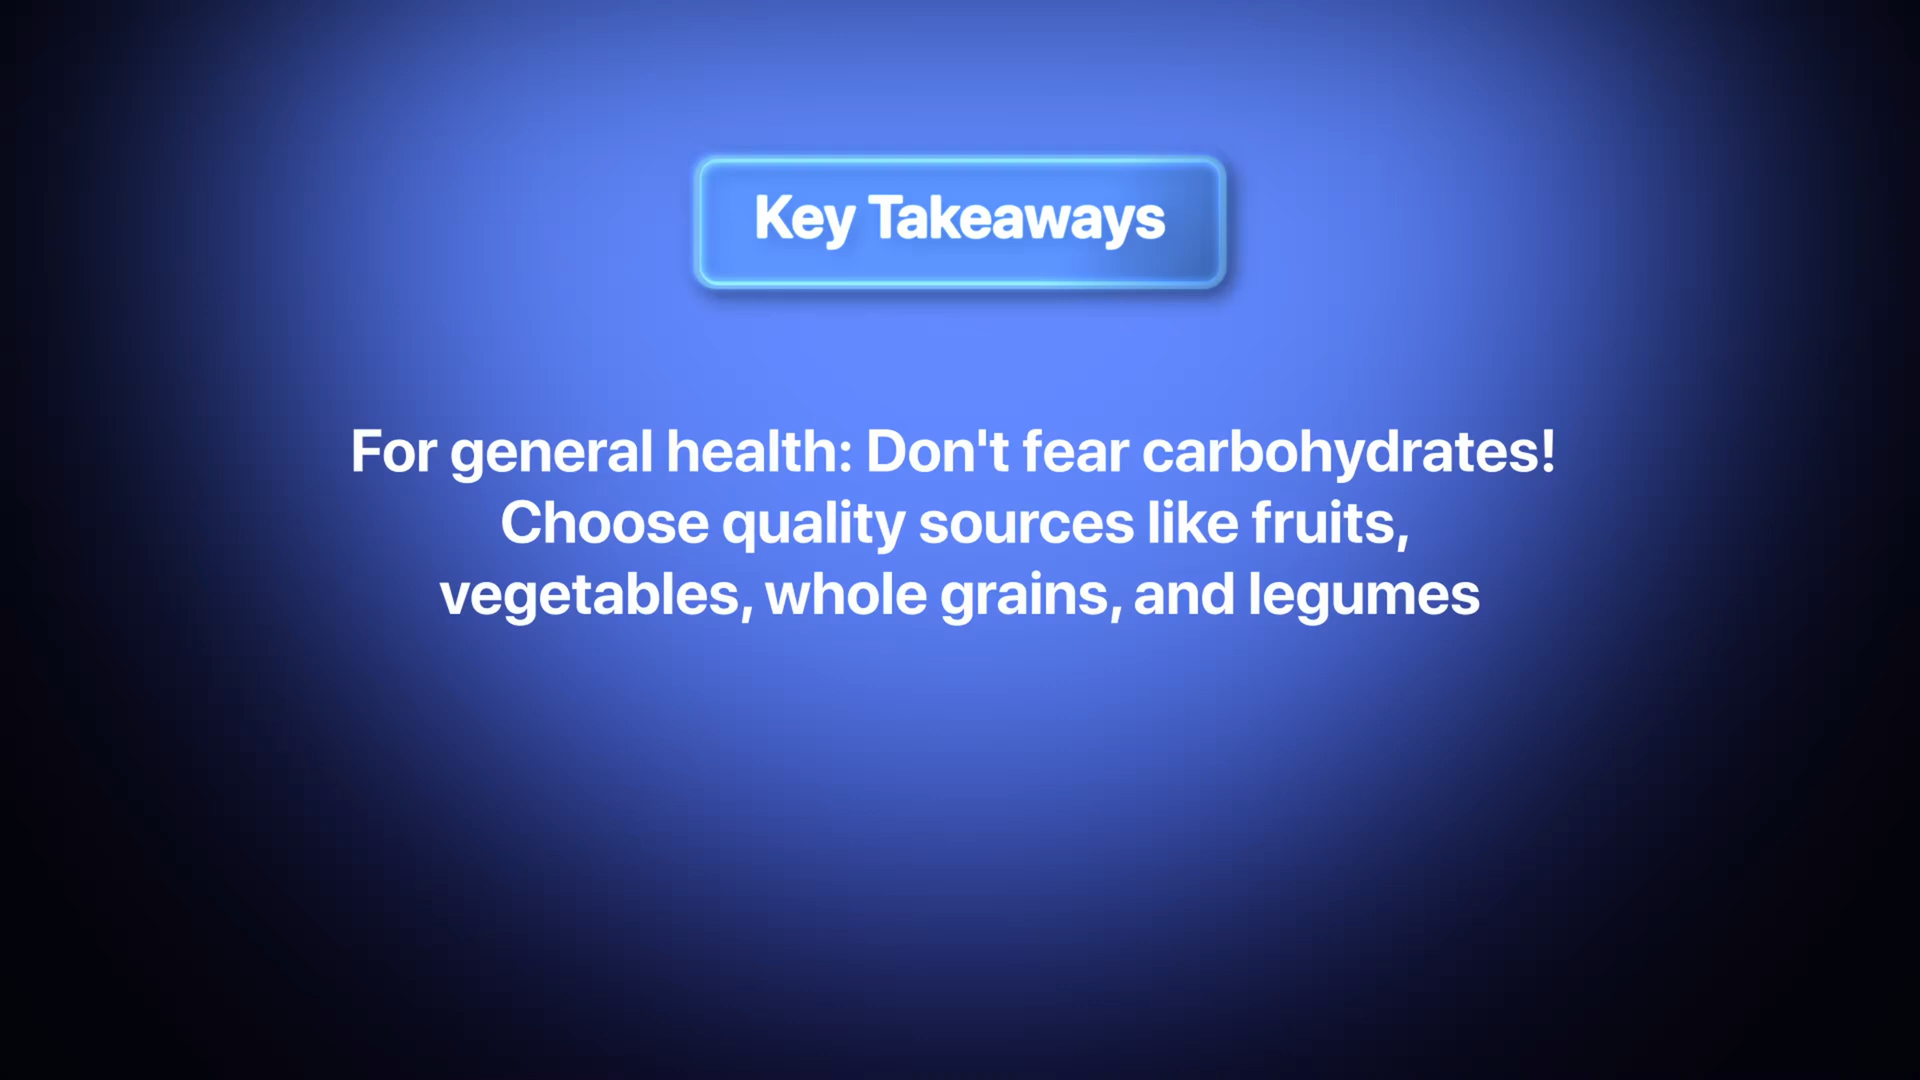 Key Takeaways
For general health: Don't fear carbohydrates!
Choose quality sources like fruits,
vegetables, whole grains, and legumes